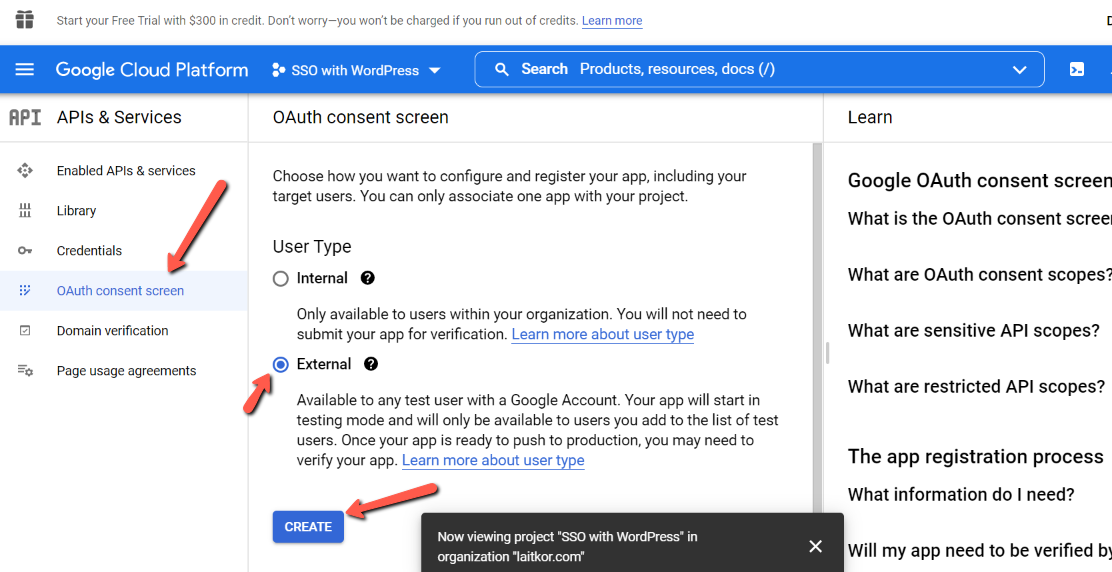 Start your Free Trial with $300 in credit. Don't worry—you won't be charged if you run out of credits. Learn more
Google Cloud Platform
SSO with WordPress
Search Products, resources, docs (/)
API APIs & Services
Enabled APIs & services
Library
Credentials
OAuth consent screen
Domain verification
Page usage agreements
OAuth consent screen
Choose how you want to configure and register your app, including your
target users. You can only associate one app with your project.
User Type
Internal
Only available to users within your organization. You will not need to
submit your app for verification. Learn more about user type
External
Available to any test user with a Google Account. Your app will start in
testing mode and will only be available to users you add to the list of test
users. Once your app is ready to push to production, you may need to
verify your app. Learn more about user type
CREATE
Now viewing project "SSO with WordPress" in
organization "laitkor.com"
Learn
Google OAuth consent screen
What is the OAuth consent
What are OAuth consent scopes?
What are sensitive API scopes?
What are restricted API scopes?
The app registration process
What information do I need?
Will my app need to be verified by